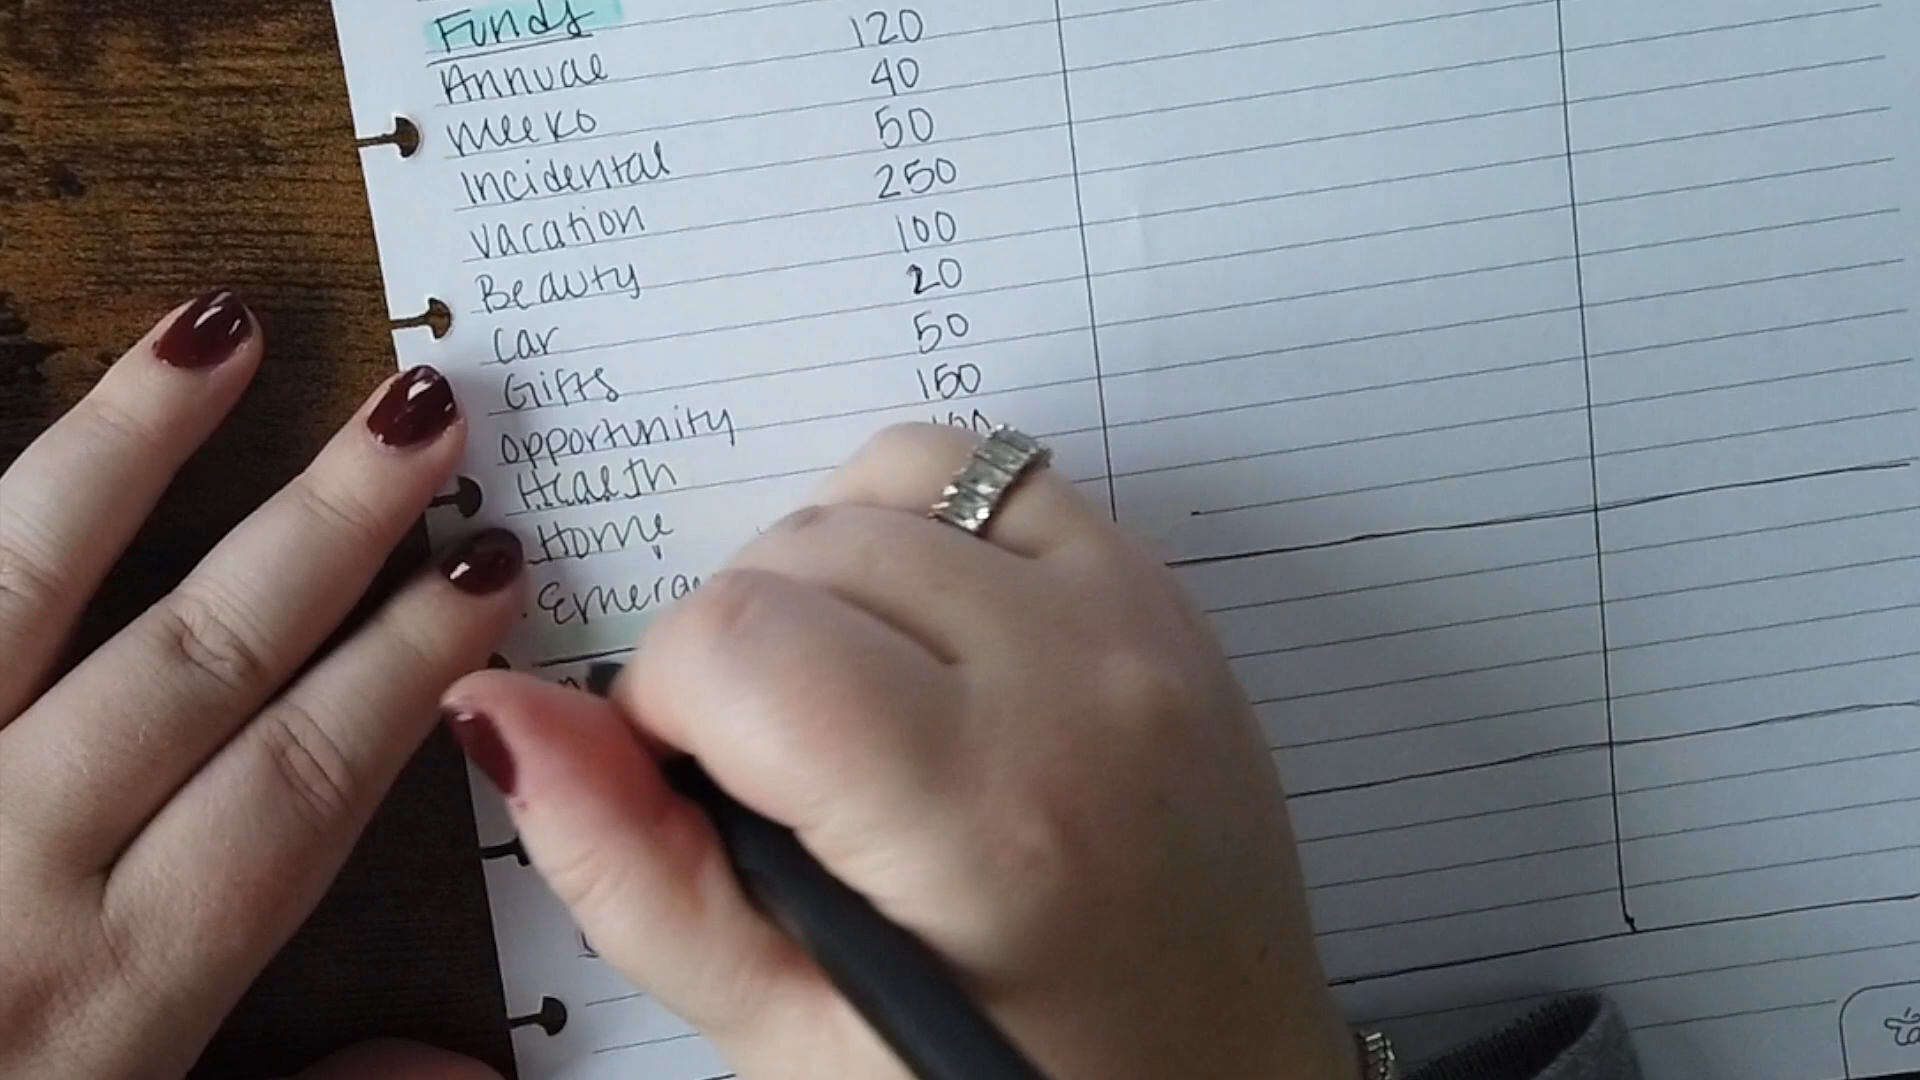 Funds
Annual 120
Meeko 40
Incidental 50
Vacation 250
Beauty 100
Car 20
Gifts 50
Opportunity 150
Health
Home